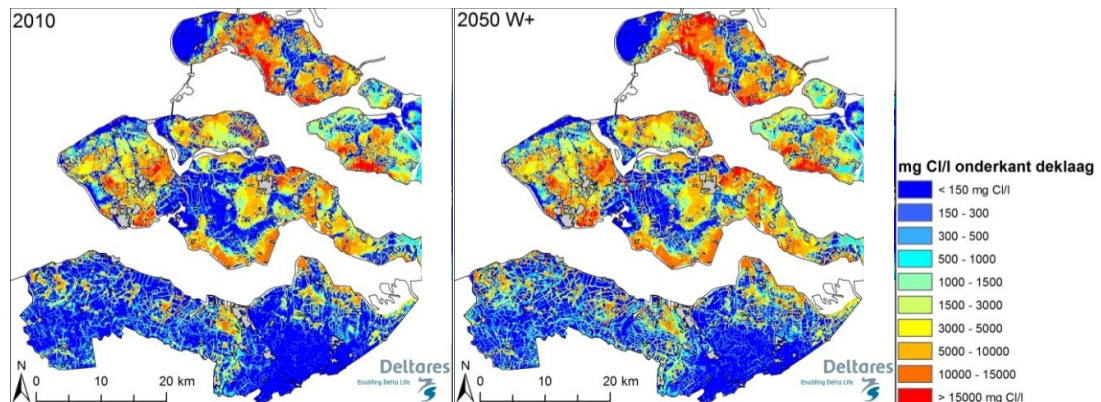 2010
2050 W+
mg Cl/l onderkant deklaag
< 150 mg Cl/l
150 - 300
300 - 500
500 - 1000
1000 - 1500
1500 - 3000
3000 - 5000
5000 - 10000
10000 - 15000
> 15000 mg Cl/l
N
0 10 20 km
Deltares
Enabling Delta Life
N
0 10 20 km
Deltares
Enabling Delta Life